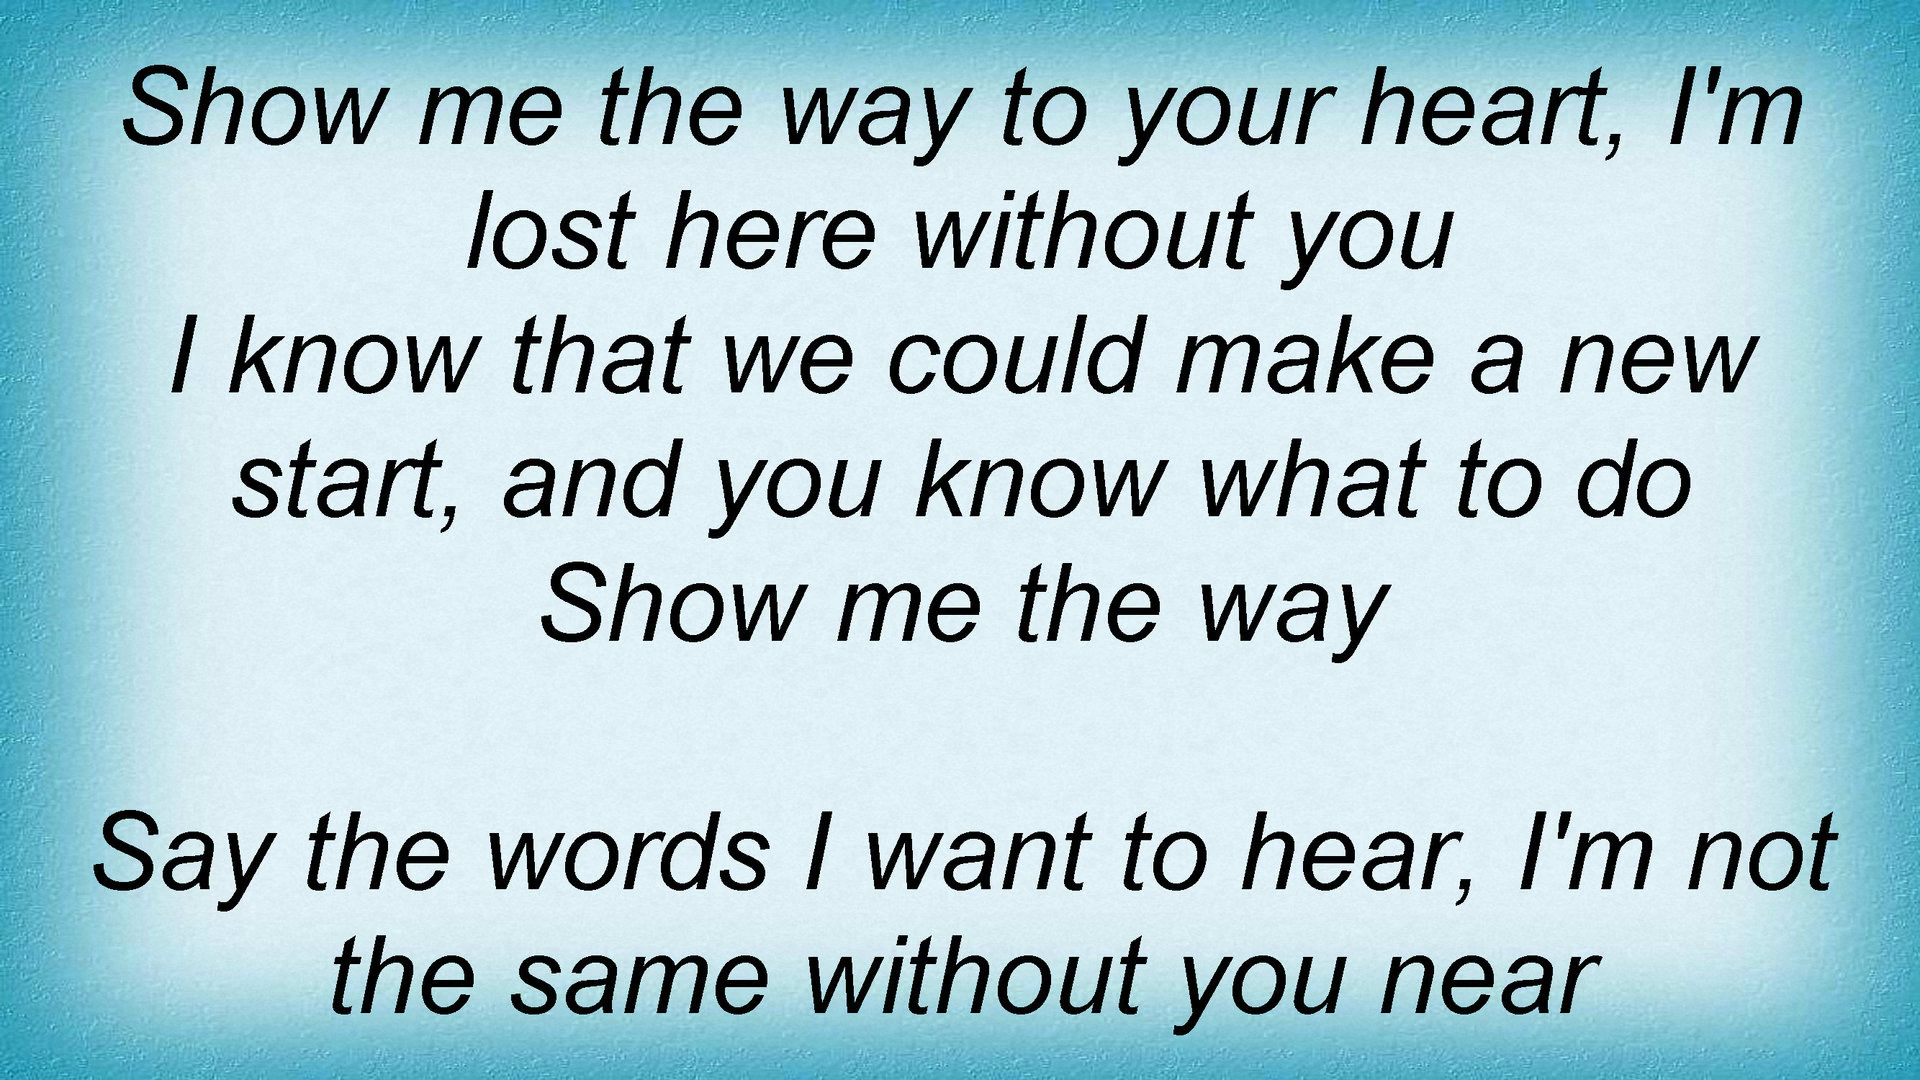 Show me the way to your heart, I'm
lost here without you
I know that we could make a new
start, and you know what to do
Show me the way
Say the words I want to hear, I'm not
the same without you near